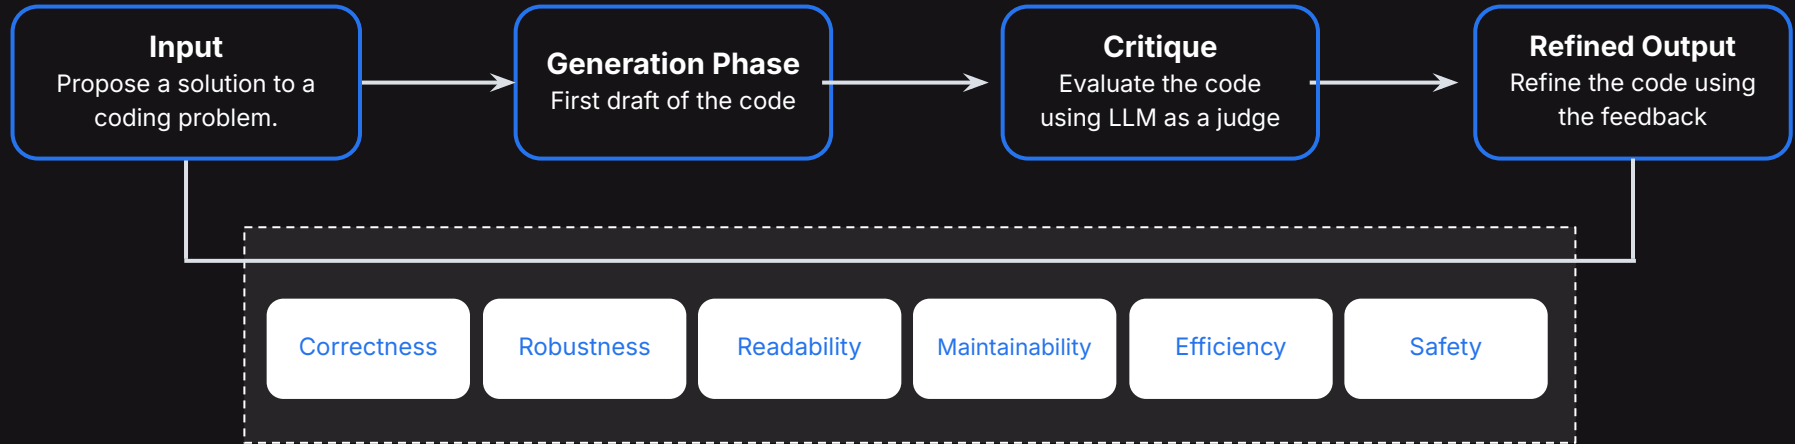 Input
Propose a solution to a
coding problem.
Generation Phase
First draft of the code
Critique
Evaluate the code
using LLM as a judge
Refined Output
Refine the code using
the feedback
Correctness
Robustness
Readability
Maintainability
Efficiency
Safety